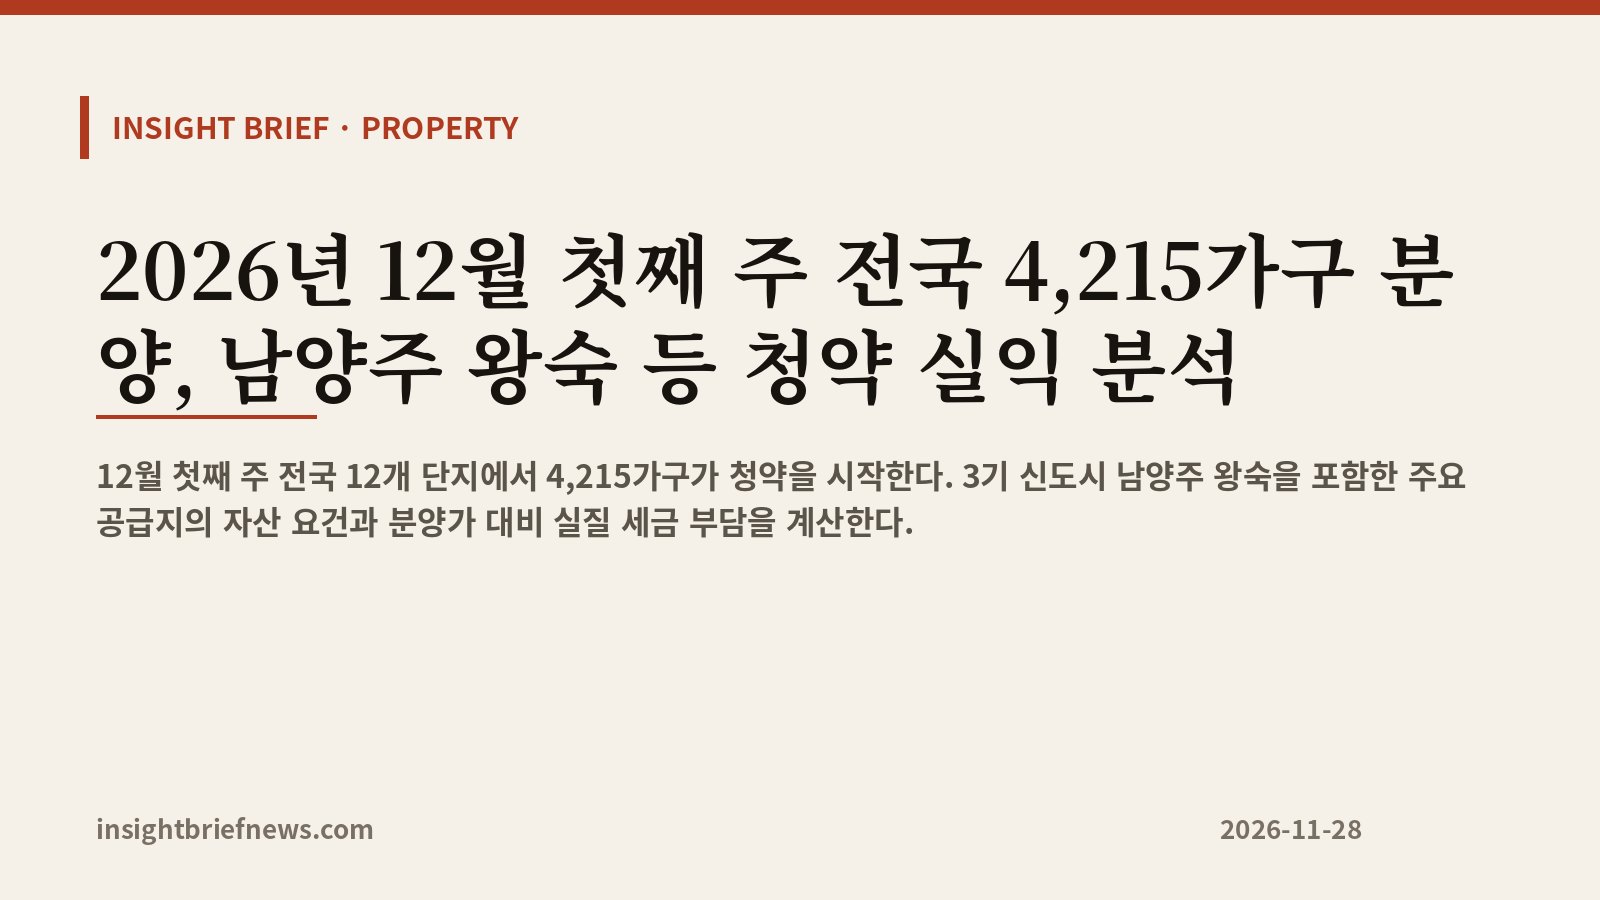 INSIGHT BRIEF · PROPERTY
2026년 12월 첫째 주 전국 4,215가구 분
양, 남양주 왕숙 등 청약 실익 분석
12월 첫째 주 전국 12개 단지에서 4,215가구가 청약을 시작한다. 3기 신도시 남양주 왕숙을 포함한 주요
공급지의 자산 요건과 분양가 대비 실질 세금 부담을 계산한다.
insightbriefnews.com
2026-11-28